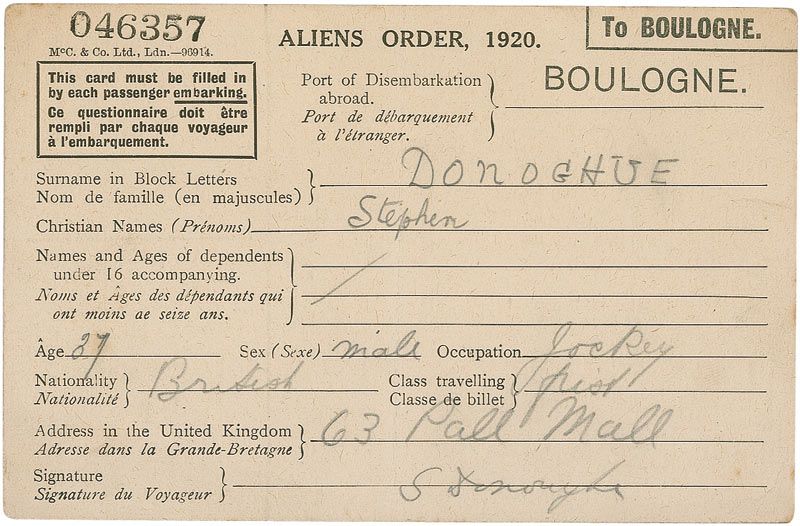 046357
McC. & Co. Ltd., Ldn.—96914.
ALIENS ORDER, 1920.
To BOULOGNE.
This card must be filled in
by each passenger embarking.
Ce questionnaire doit être
rempli par chaque voyageur
à l'embarquement.
Port of Disembarkation
abroad.
Port de débarquement
à l'étranger.
BOULOGNE.
Surname in Block Letters
Nom de famille (en majuscules)
DONOGHUE
Christian Names (Prénoms) Stephen
Names and Ages of dependents
under 16 accompanying.
Noms et Âges des dépendants qui
ont moins ae seize ans.
Âge 37 Sex (Sexe) male Occupation Jockey
Nationality
Nationalité
British
Class travelling
Classe de billet
first
Address in the United Kingdom
Adresse dans la Grande-Bretagne
63 Pall Mall
Signature
Signature du Voyageur
S Donoughe